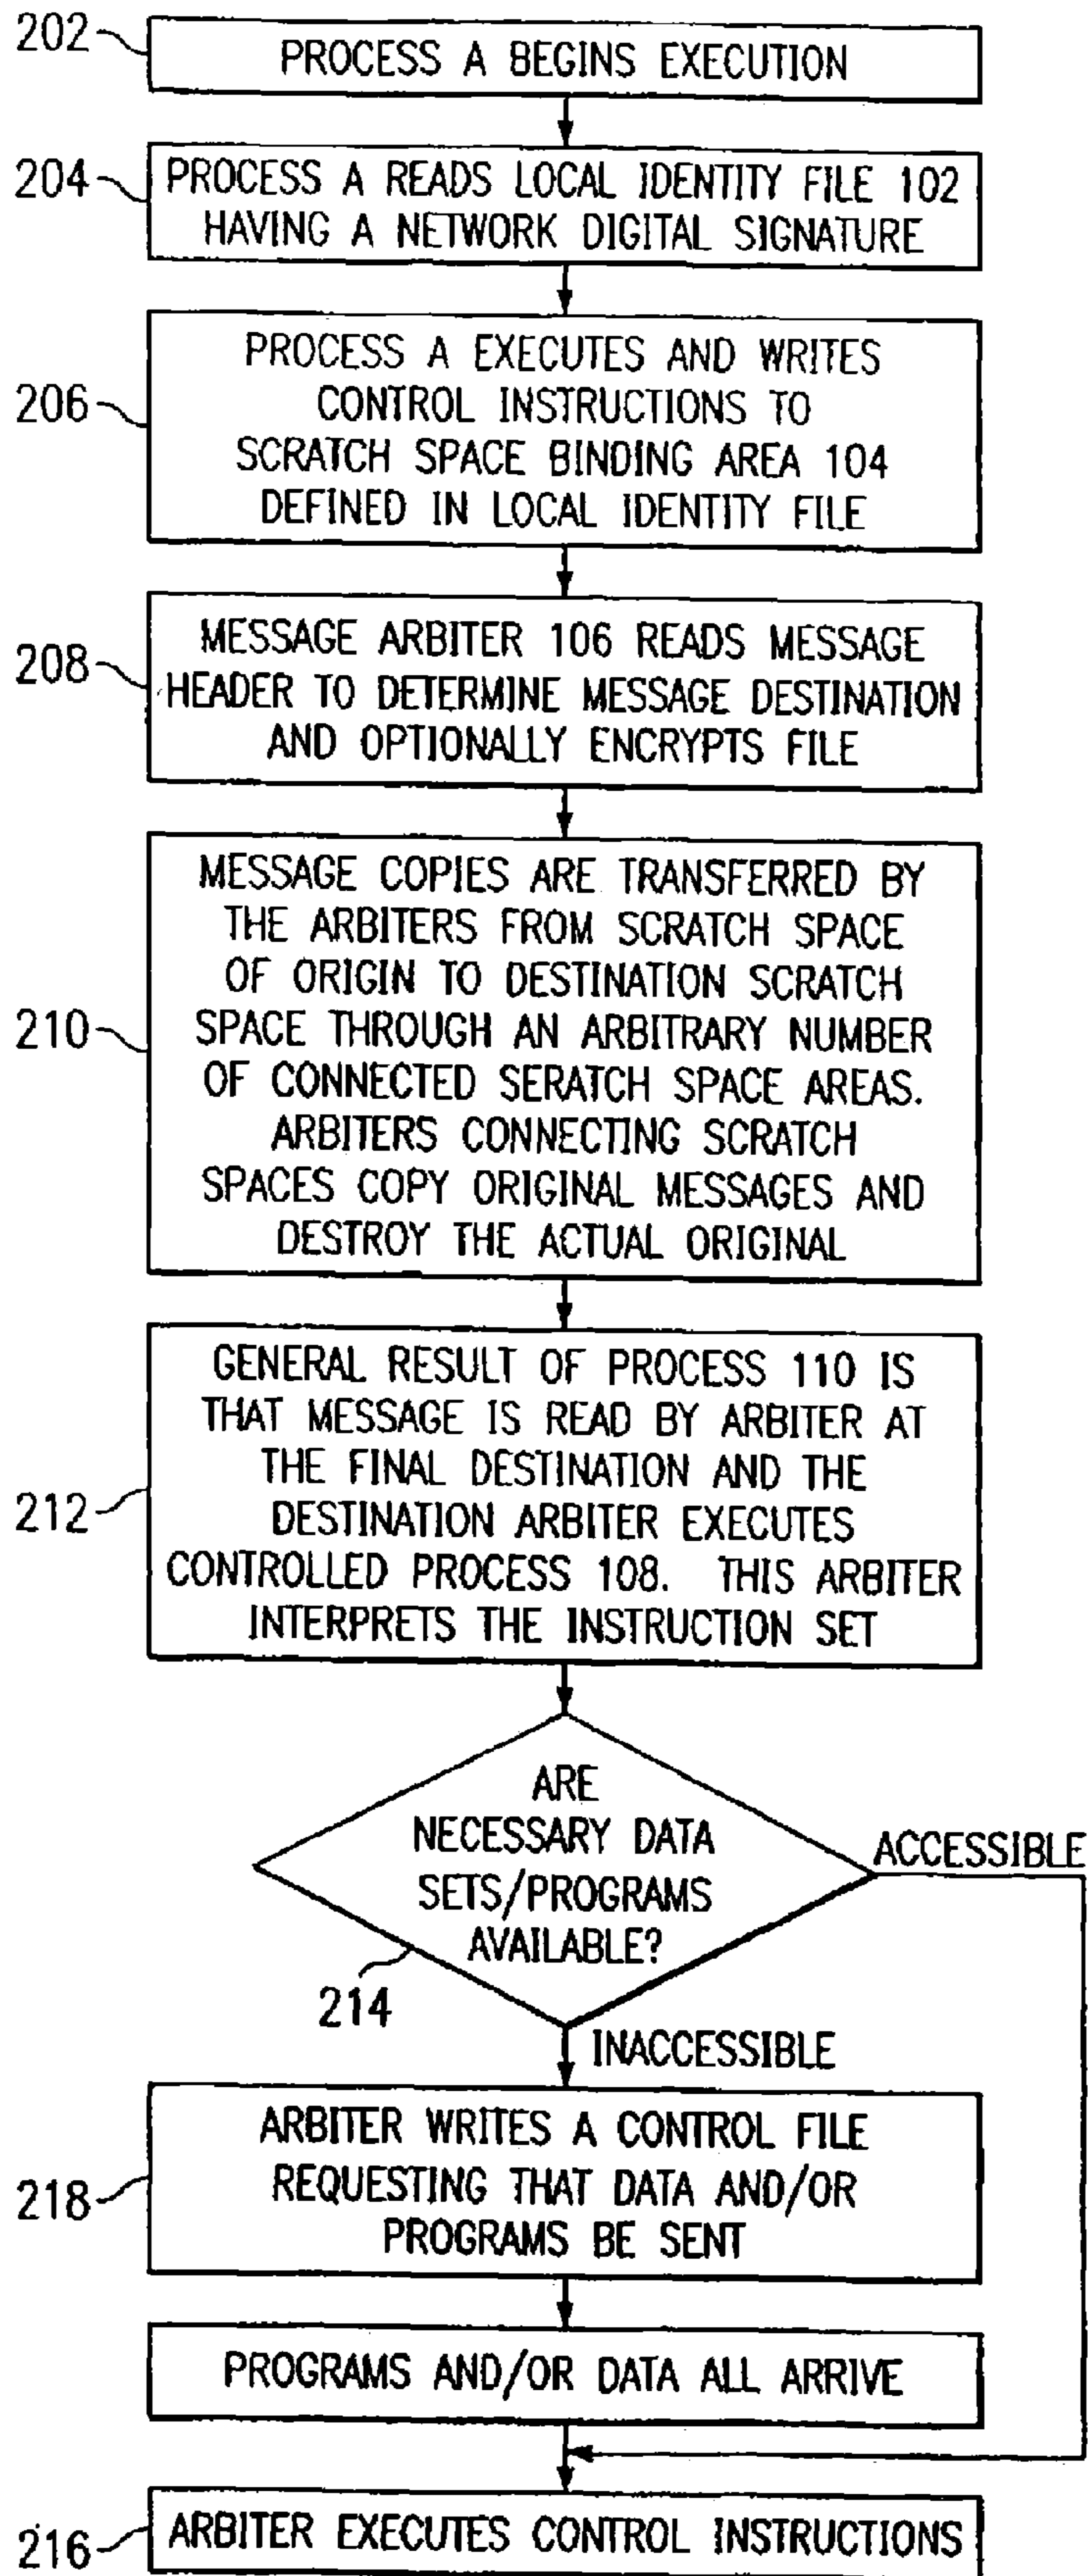 202
PROCESS A BEGINS EXECUTION
204
PROCESS A READS LOCAL IDENTITY FILE 102
HAVING A NETWORK DIGITAL SIGNATURE
206
PROCESS A EXECUTES AND WRITES
CONTROL INSTRUCTIONS TO
SCRATCH SPACE BINDING AREA 104
DEFINED IN LOCAL IDENTITY FILE
208
MESSAGE ARBITER 106 READS MESSAGE
HEADER TO DETERMINE MESSAGE DESTINATION
AND OPTIONALLY ENCRYPTS FILE
210
MESSAGE COPIES ARE TRANSFERRED BY
THE ARBITERS FROM SCRATCH SPACE
OF ORIGIN TO DESTINATION SCRATCH
SPACE THROUGH AN ARBITRARY NUMBER
OF CONNECTED SERATCH SPACE AREAS.
ARBITERS CONNECTING SCRATCH
SPACES COPY ORIGINAL MESSAGES AND
DESTROY THE ACTUAL ORIGINAL
212
GENERAL RESULT OF PROCESS 110 IS
THAT MESSAGE IS READ BY ARBITER AT
THE FINAL DESTINATION AND THE
DESTINATION ARBITER EXECUTES
CONTROLLED PROCESS 108. THIS ARBITER
INTERPRETS THE INSTRUCTION SET
ARE
NECESSARY DATA
SETS/PROGRAMS
AVAILABLE?
214
ACCESSIBLE
INACCESSIBLE
218
ARBITER WRITES A CONTROL FILE
REQUESTING THAT DATA AND/OR
PROGRAMS BE SENT
PROGRAMS AND/OR DATA ALL ARRIVE
216
ARBITER EXECUTES CONTROL INSTRUCTIONS